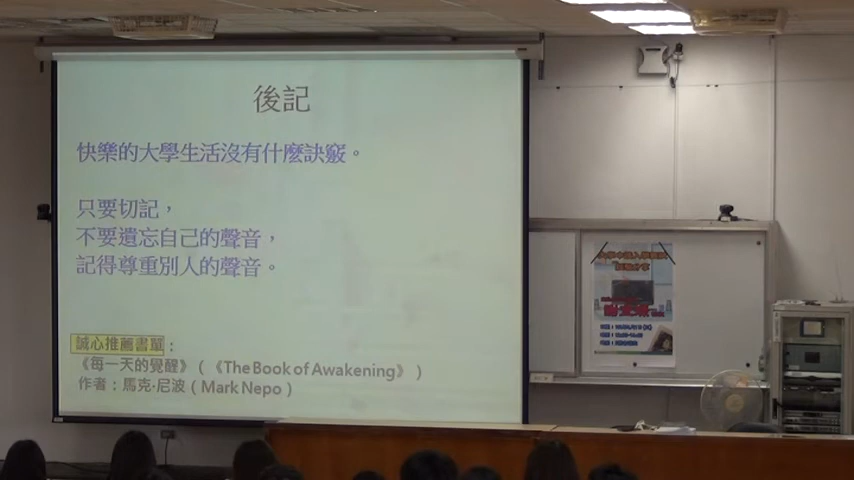 後記
快樂的大學生活沒有什麼訣竅。
只要切記，
不要遺忘自己的聲音，
記得尊重別人的聲音。
誠心推薦書單：
《每一天的覺醒》（《The Book of Awakening》）
作者：馬克·尼波（Mark Nepo）